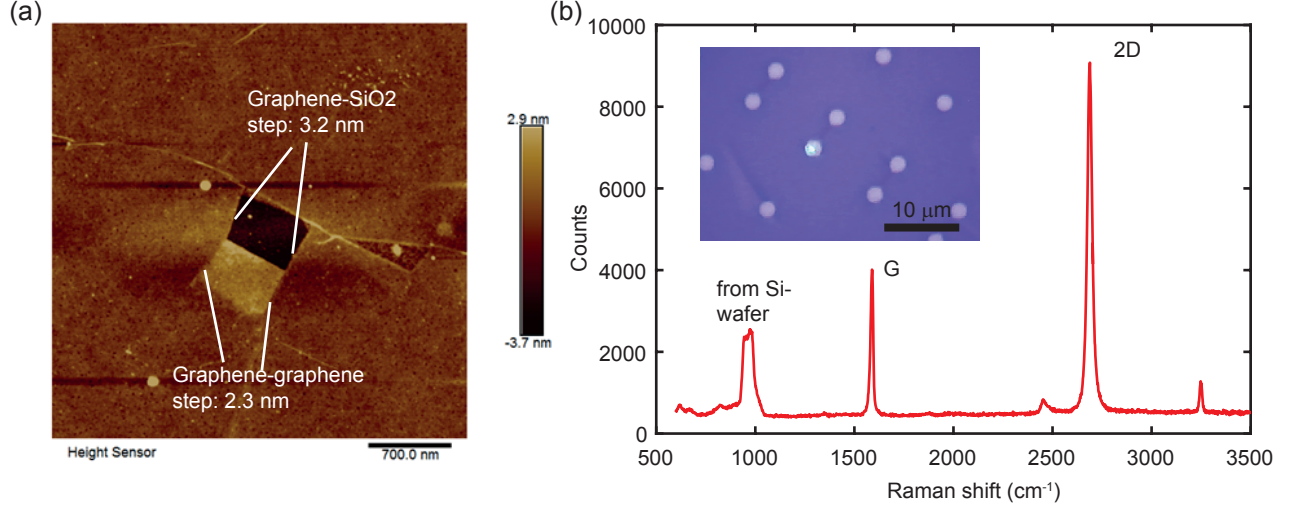 (a)
Graphene-SiO2
step: 3.2 nm
Graphene-graphene
step: 2.3 nm
Height Sensor
700.0 nm
2.9 nm
-3.7 nm
(b)
10000
8000
6000
4000
2000
0
Counts
500
1000
1500
2000
2500
3000
3500
Raman shift (cm⁻¹)
from Si-
wafer
G
2D
10 μm